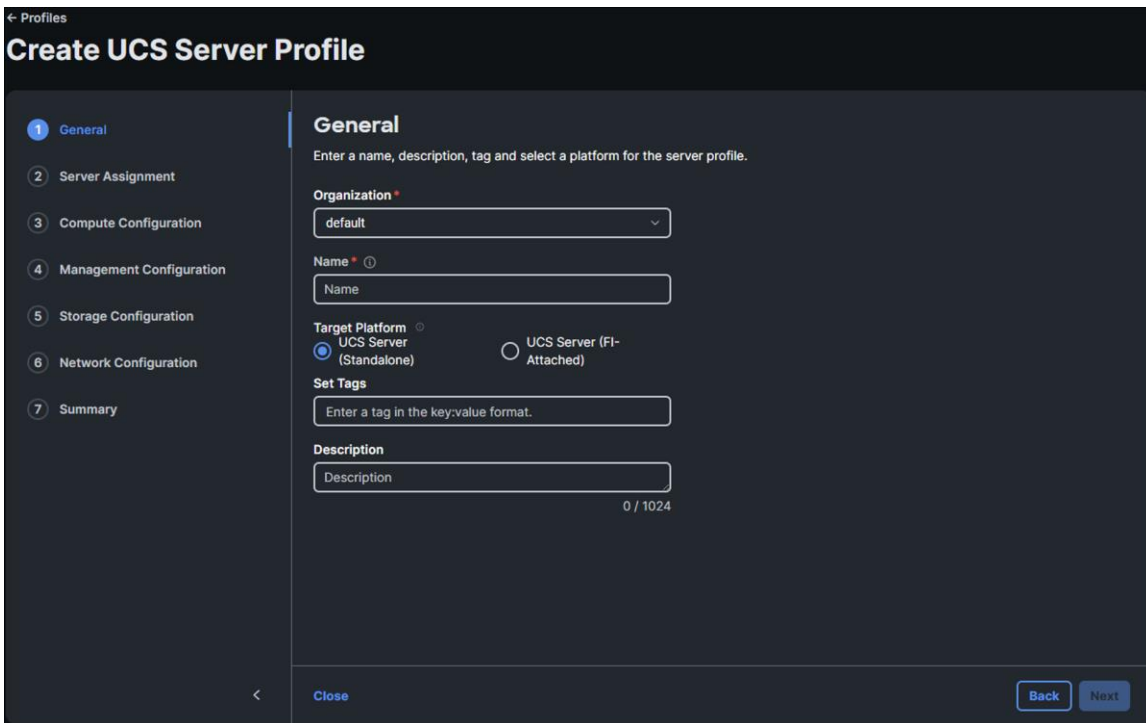 ← Profiles
Create UCS Server Profile
1 General
2 Server Assignment
3 Compute Configuration
4 Management Configuration
5 Storage Configuration
6 Network Configuration
7 Summary
General
Enter a name, description, tag and select a platform for the server profile.
Organization *
default
Name *
Name
Target Platform
UCS Server
(Standalone)
UCS Server (FI-
Attached)
Set Tags
Enter a tag in the key:value format.
Description
Description
0 / 1024
Close
Back
Next